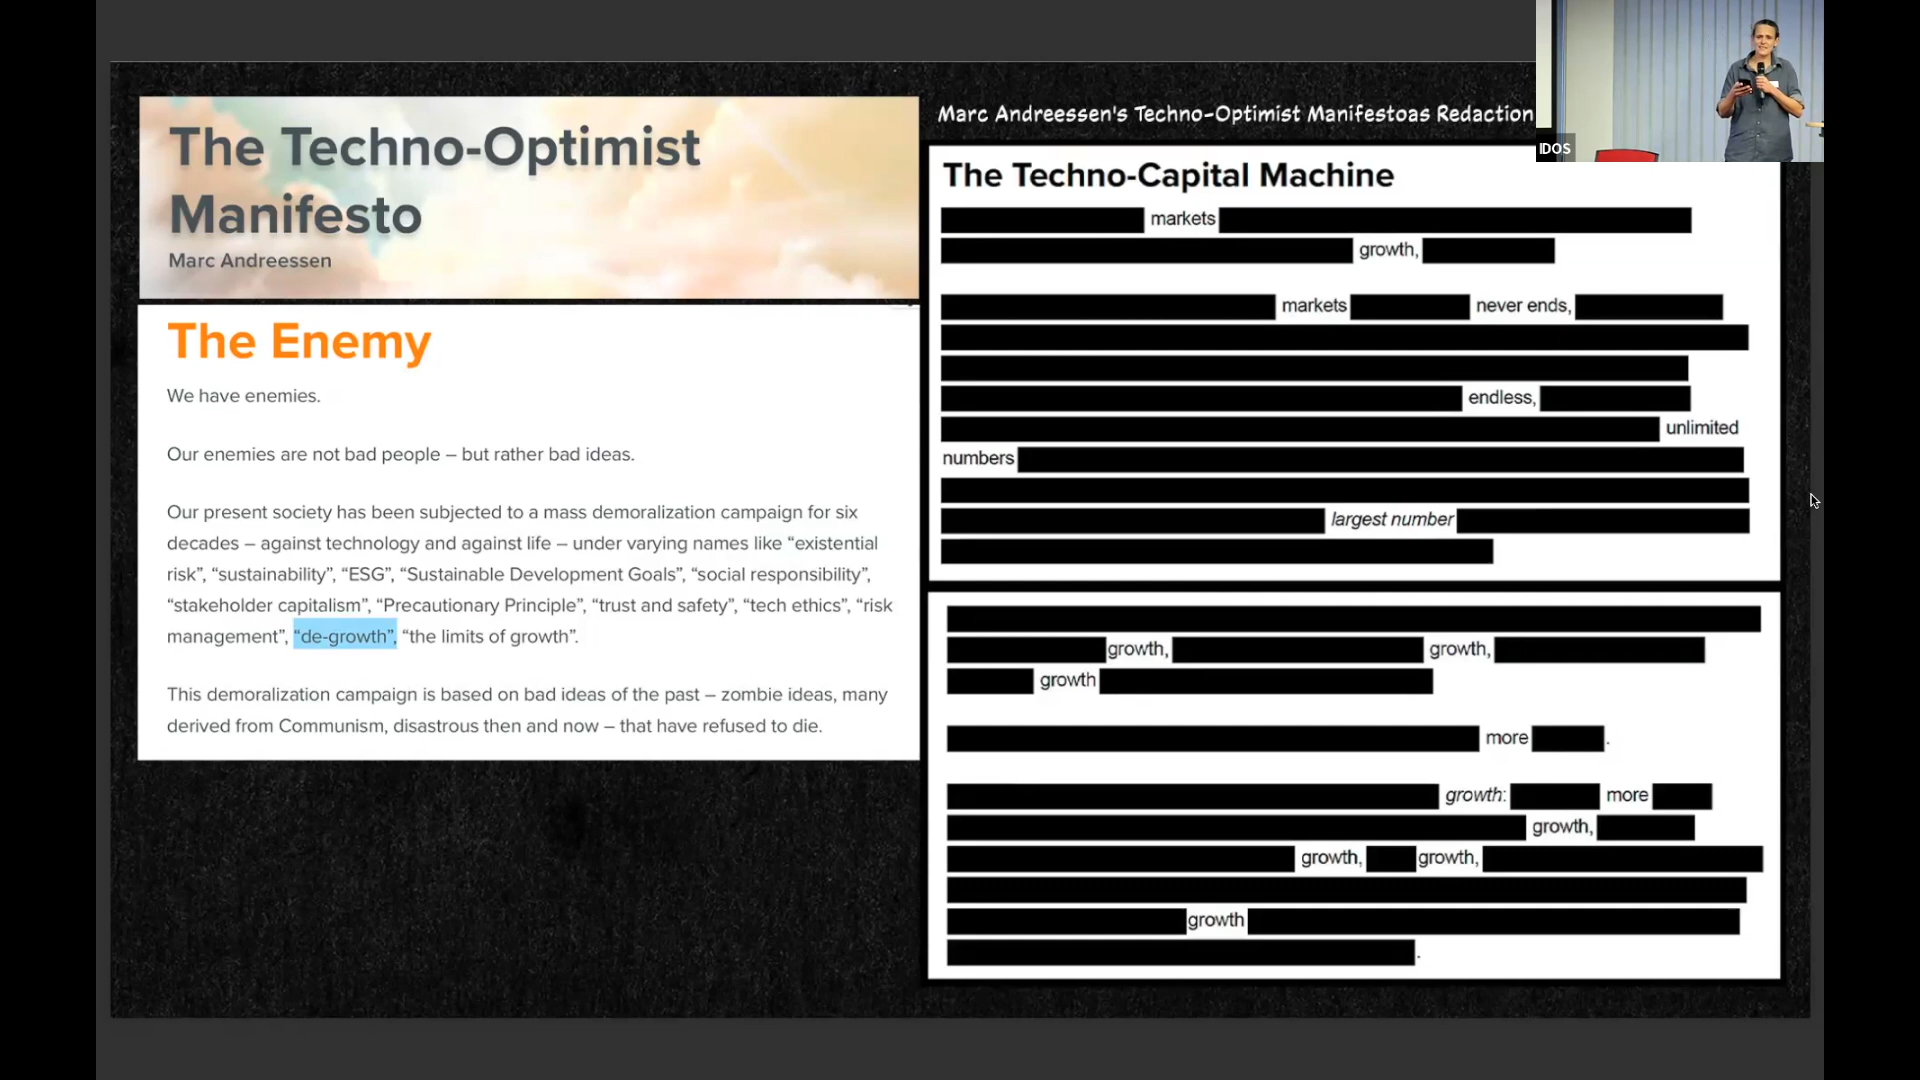 The Techno-Optimist
Manifesto
Marc Andreessen
The Enemy
We have enemies.
Our enemies are not bad people – but rather bad ideas.
Our present society has been subjected to a mass demoralization campaign for six
decades – against technology and against life – under varying names like “existential
risk”, “sustainability”, “ESG”, “Sustainable Development Goals”, “social responsibility”,
“stakeholder capitalism”, “Precautionary Principle”, “trust and safety”, “tech ethics”, “risk
management”, “de-growth”, “the limits of growth”.
This demoralization campaign is based on bad ideas of the past – zombie ideas, many
derived from Communism, disastrous then and now – that have refused to die.
Marc Andreessen's Techno-Optimist Manifestoas Redaction
The Techno-Capital Machine
markets
growth,
markets never ends,
endless,
unlimited
numbers
largest number
growth, growth,
growth
more .
growth: more
growth,
growth, growth,
growth
.
IDOS